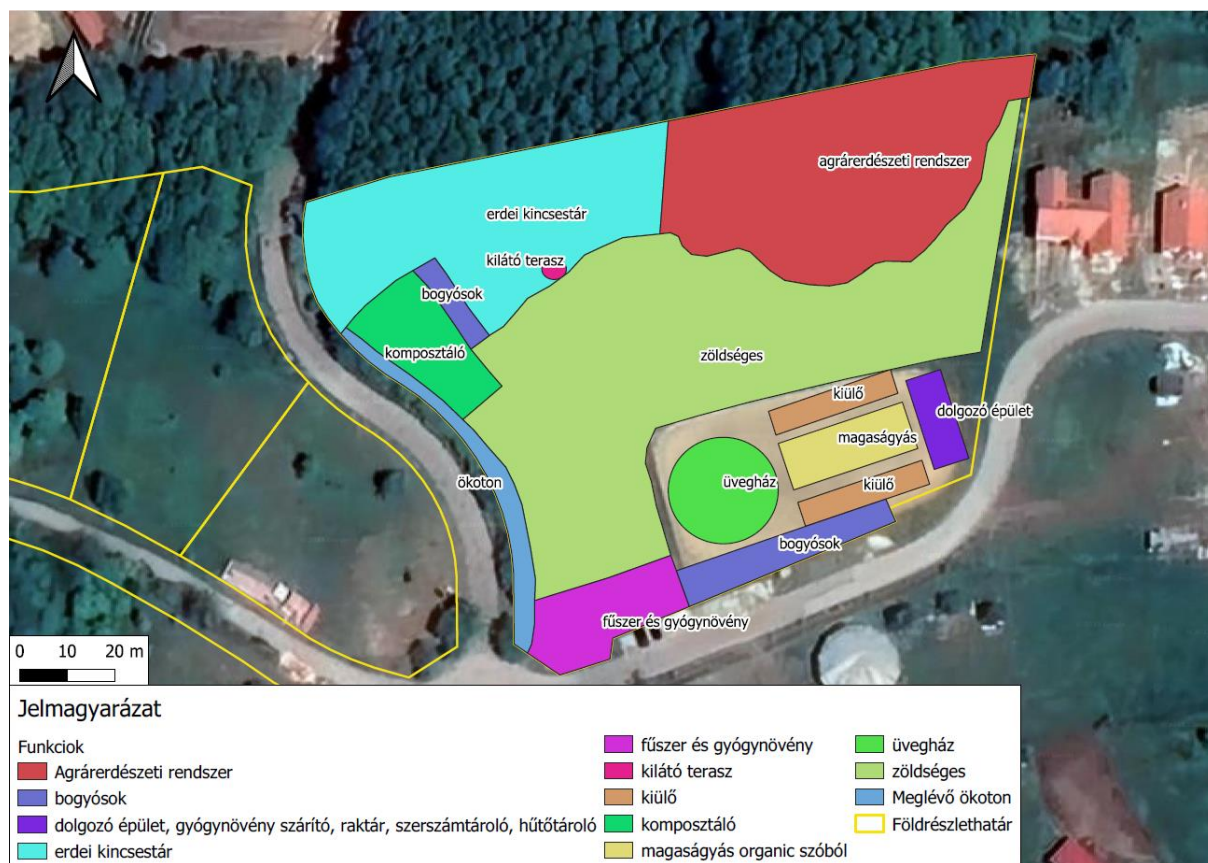 agrárerdészeti rendszer
erdei kincsestár
kilátó terasz
bogyósok
komposztáló
zöldséges
kiülő
dolgozó épület
magaságyás
ökoton
üvegház
kiülő
bogyósok
fűszer és gyógynövény
0 10 20 m
Jelmagyarázat
Funkciok
Agrárerdészeti rendszer
bogyósok
dolgozó épület, gyógynövény szárító, raktár, szerszámtároló, hűtőtároló
erdei kincsestár
fűszer és gyógynövény
kilátó terasz
kiülő
komposztáló
magaságyás organic szóból
üvegház
zöldséges
Meglévő ökoton
Földrészlethatár